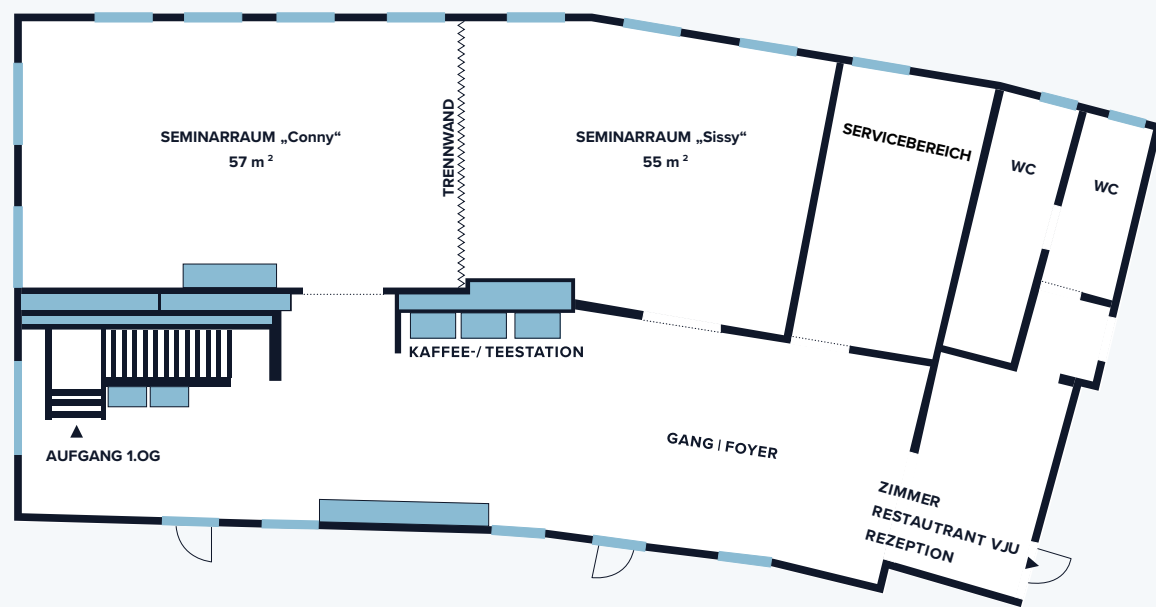 SEMINARRAUM „Conny“
57 m ²
TRENNWAND
SEMINARRAUM „Sissy“
55 m ²
SERVICEBEREICH
WC
WC
KAFFEE-/ TEESTATION
AUFGANG 1.OG
GANG | FOYER
ZIMMER
RESTAUTRANT VJU
REZEPTION